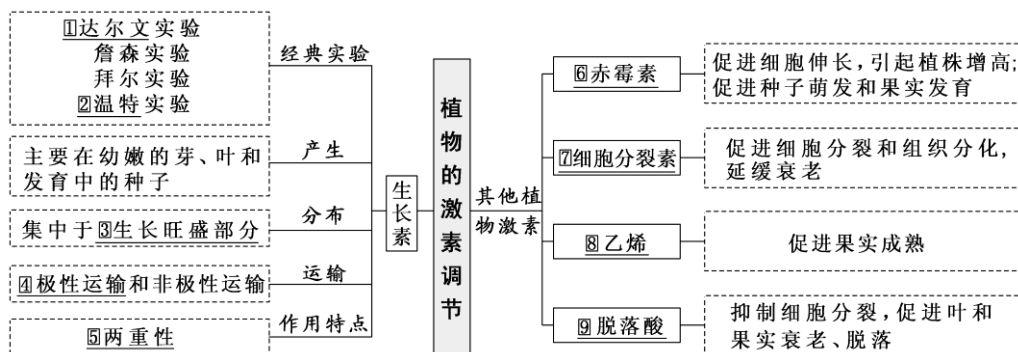 ①达尔文实验
詹森实验
拜尔实验
②温特实验
经典实验
主要在幼嫩的芽、叶和
发育中的种子
产生
集中于③生长旺盛部分
分布
④极性运输和非极性运输
运输
⑤两重性
作用特点
生长素
植物的激素调节
其他植
物激素
⑥赤霉素
促进细胞伸长,引起植株增高;
促进种子萌发和果实发育
⑦细胞分裂素
促进细胞分裂和组织分化,
延缓衰老
⑧乙烯
促进果实成熟
⑨脱落酸
抑制细胞分裂,促进叶和
果实衰老、脱落